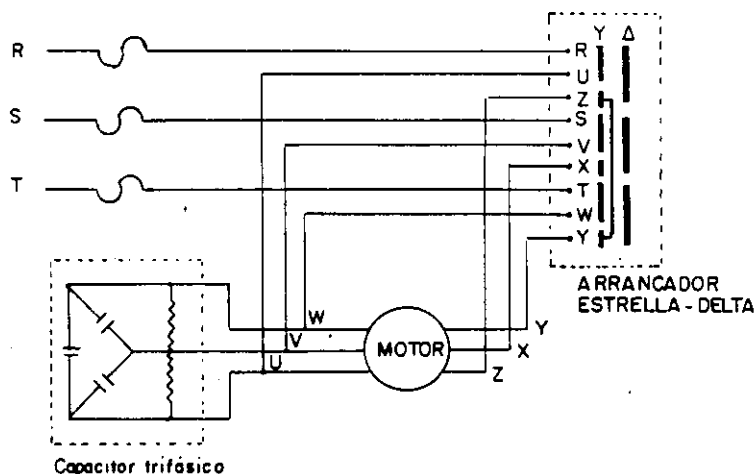 R
S
T
Y Δ
R
U
Z
S
V
X
T
W
Y
ARRANCADOR
ESTRELLA-DELTA
W
V
U
MOTOR
Y
X
Z
Capacitor trifásico